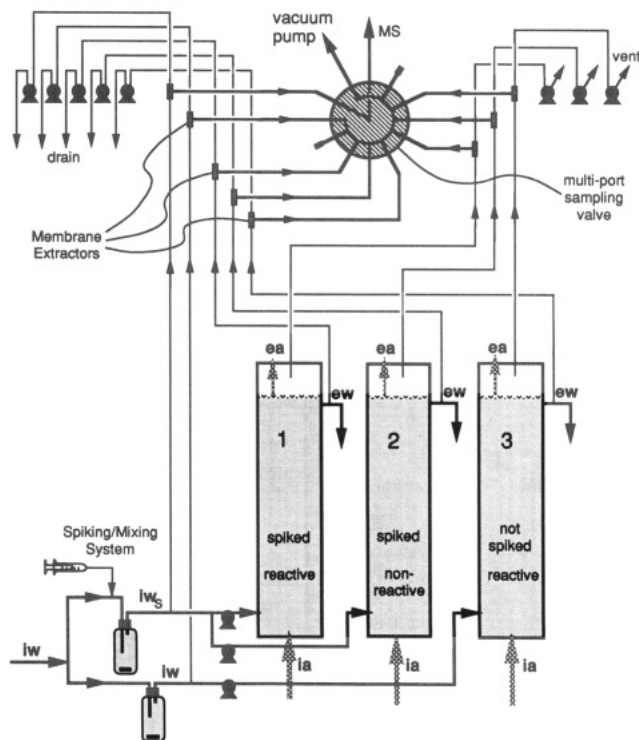 vacuum
pump
MS
vent
drain
multi-port
sampling
valve
Membrane
Extractors
ea
ew
ea
ew
ea
ew
1
2
3
spiked
reactive
spiked
non-
reactive
not
spiked
reactive
Spiking/Mixing
System
iwS
iw
iw
ia
ia
ia